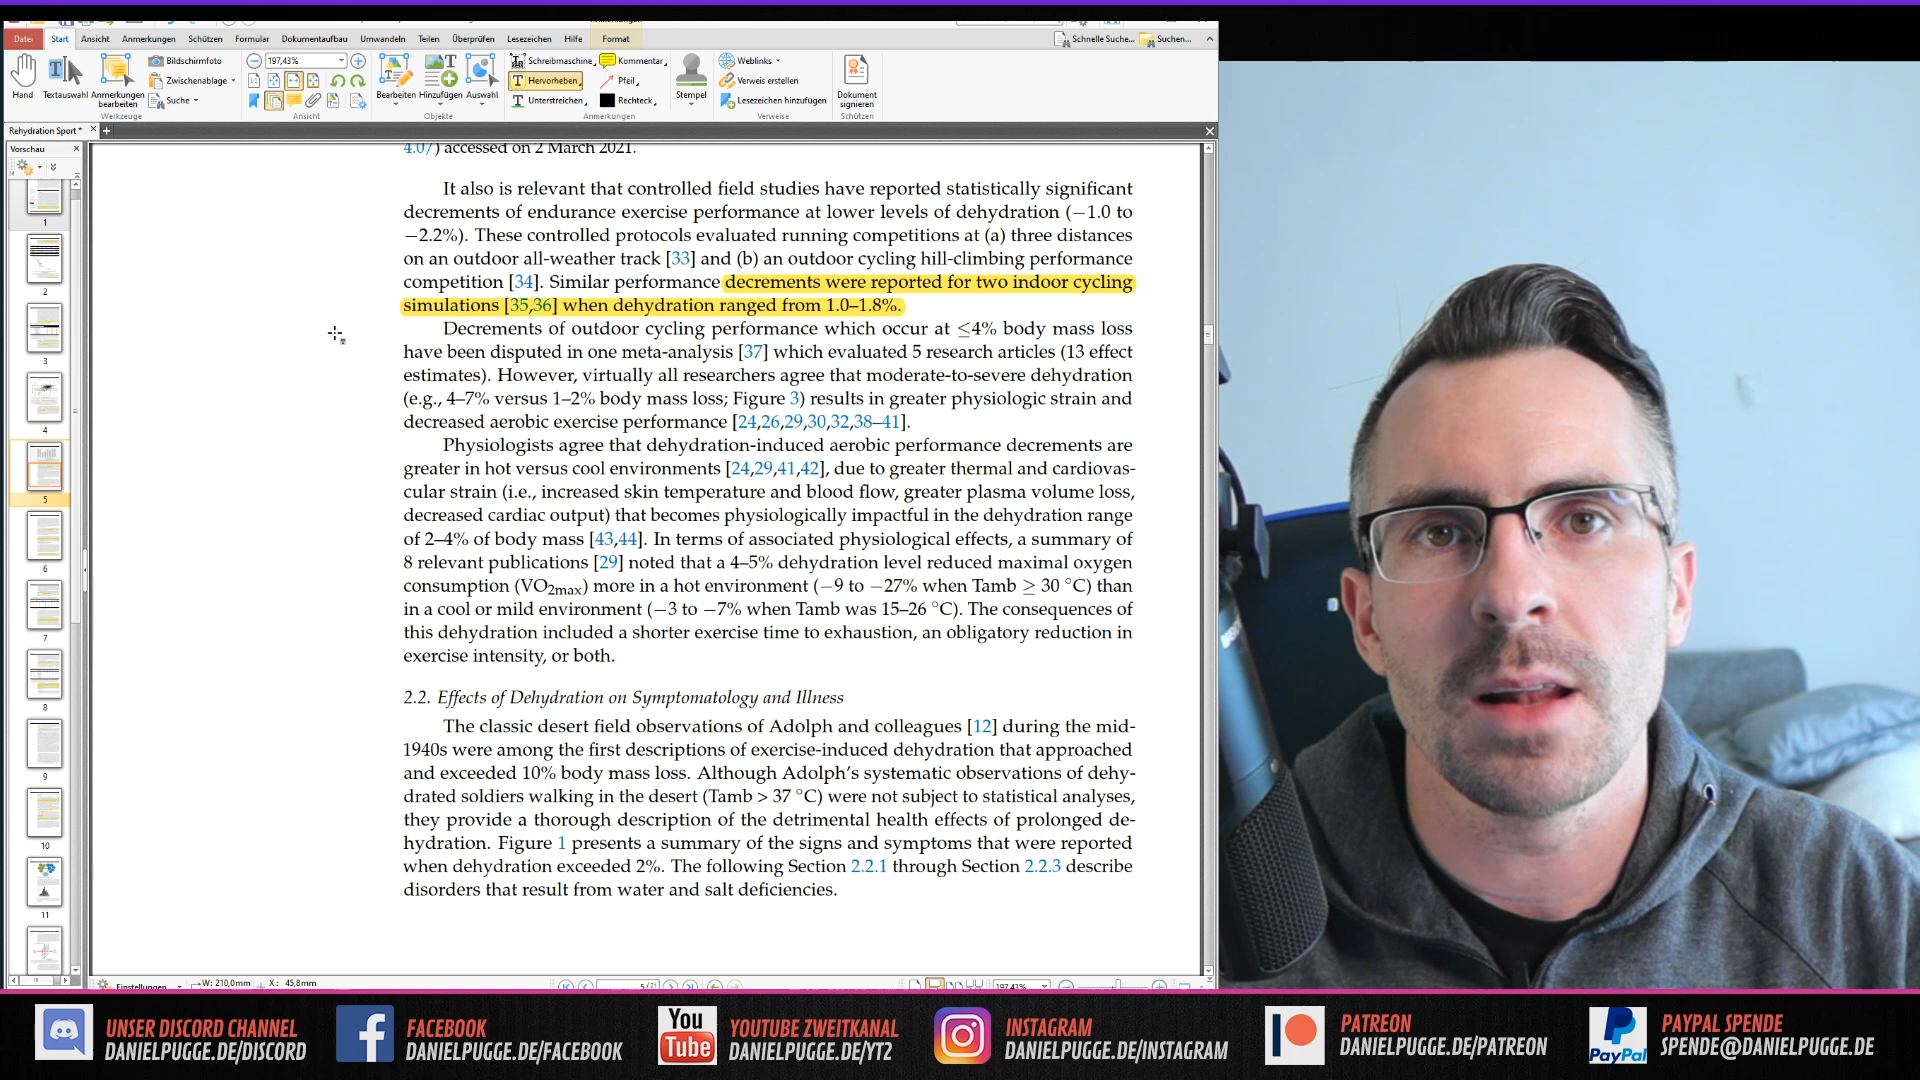 Datei Start Ansicht Anmerkungen Schützen Formular Dokumentaufbau Umwandeln Teilen Überprüfen Lesezeichen Hilfe Format
Schnelle Suche... Suchen...
Hand Textauswahl Anmerkungen bearbeiten
Bildschirmfoto
Zwischenablage
Suche
Werkzeuge
197,43%
Ansicht
Bearbeiten Hinzufügen Auswahl
Objekte
Schreibmaschine
Hervorheben
Unterstreichen
Kommentar
Pfeil
Rechteck
Stempel
Anmerkungen
Weblinks
Verweis erstellen
Lesezeichen hinzufügen
Verweise
Dokument signieren
Schützen
Rehydration Sport *
Vorschau
1
2
3
4
5
6
7
8
9
10
11
4.07) accessed on 2 March 2021.
It also is relevant that controlled field studies have reported statistically significant
decrements of endurance exercise performance at lower levels of dehydration (−1.0 to
−2.2%). These controlled protocols evaluated running competitions at (a) three distances
on an outdoor all-weather track [33] and (b) an outdoor cycling hill-climbing performance
competition [34]. Similar performance decrements were reported for two indoor cycling
simulations [35,36] when dehydration ranged from 1.0–1.8%.
Decrements of outdoor cycling performance which occur at ≤4% body mass loss
have been disputed in one meta-analysis [37] which evaluated 5 research articles (13 effect
estimates). However, virtually all researchers agree that moderate-to-severe dehydration
(e.g., 4–7% versus 1–2% body mass loss; Figure 3) results in greater physiologic strain and
decreased aerobic exercise performance [24,26,29,30,32,38–41].
Physiologists agree that dehydration-induced aerobic performance decrements are
greater in hot versus cool environments [24,29,41,42], due to greater thermal and cardiovas-
cular strain (i.e., increased skin temperature and blood flow, greater plasma volume loss,
decreased cardiac output) that becomes physiologically impactful in the dehydration range
of 2–4% of body mass [43,44]. In terms of associated physiological effects, a summary of
8 relevant publications [29] noted that a 4–5% dehydration level reduced maximal oxygen
consumption (VO2max) more in a hot environment (−9 to −27% when Tamb ≥ 30 °C) than
in a cool or mild environment (−3 to −7% when Tamb was 15–26 °C). The consequences of
this dehydration included a shorter exercise time to exhaustion, an obligatory reduction in
exercise intensity, or both.
2.2. Effects of Dehydration on Symptomatology and Illness
The classic desert field observations of Adolph and colleagues [12] during the mid-
1940s were among the first descriptions of exercise-induced dehydration that approached
and exceeded 10% body mass loss. Although Adolph's systematic observations of dehy-
drated soldiers walking in the desert (Tamb > 37 °C) were not subject to statistical analyses,
they provide a thorough description of the detrimental health effects of prolonged de-
hydration. Figure 1 presents a summary of the signs and symptoms that were reported
when dehydration exceeded 2%. The following Section 2.2.1 through Section 2.2.3 describe
disorders that result from water and salt deficiencies.
Einstellungen W: 210,0mm X: 45,8mm 5/21 197,43%
UNSER DISCORD CHANNEL
DANIELPUGGE.DE/DISCORD
FACEBOOK
DANIELPUGGE.DE/FACEBOOK
You
Tube
YOUTUBE ZWEITKANAL
DANIELPUGGE.DE/YT2
INSTAGRAM
DANIELPUGGE.DE/INSTAGRAM
PATREON
DANIELPUGGE.DE/PATREON
PayPal
PAYPAL SPENDE
SPENDE@DANIELPUGGE.DE